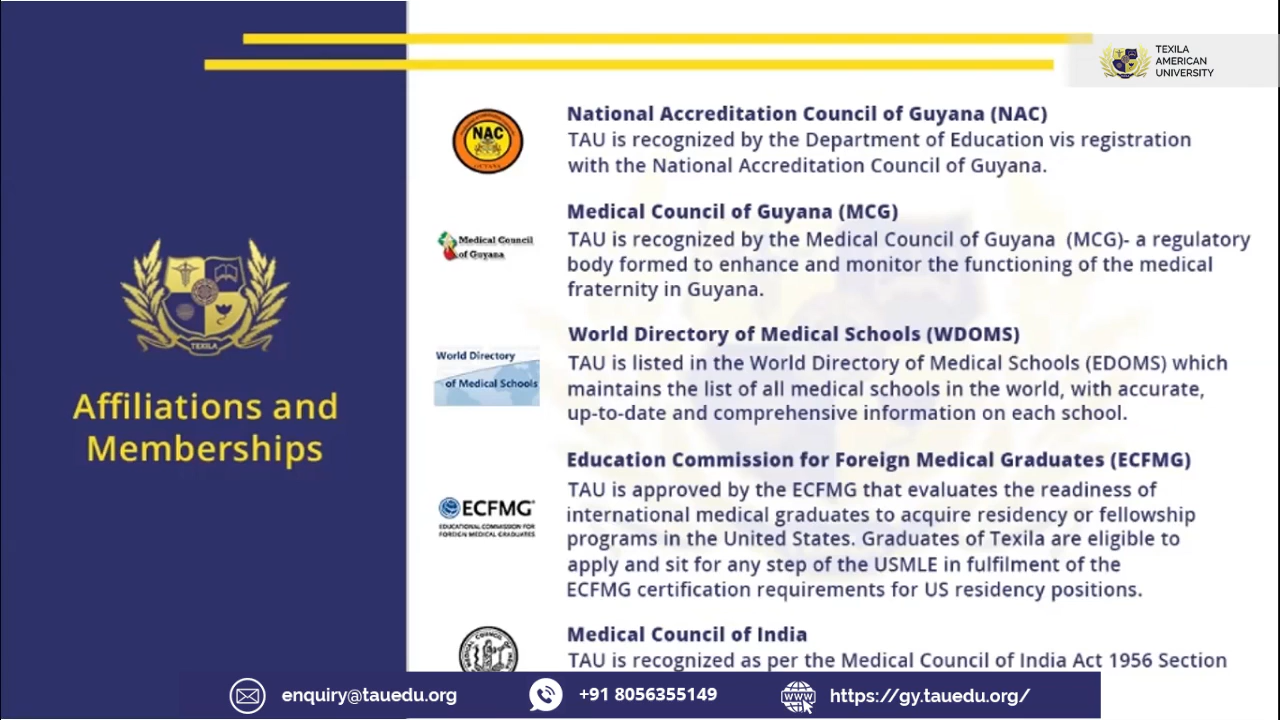 TEXILA
AMERICAN
UNIVERSITY
TEXILA
Affiliations and
Memberships
NAC
GUYANA
National Accreditation Council of Guyana (NAC)
TAU is recognized by the Department of Education vis registration
with the National Accreditation Council of Guyana.
Medical Council
of Guyana
Medical Council of Guyana (MCG)
TAU is recognized by the Medical Council of Guyana (MCG)- a regulatory
body formed to enhance and monitor the functioning of the medical
fraternity in Guyana.
World Directory
of Medical Schools
World Directory of Medical Schools (WDOMS)
TAU is listed in the World Directory of Medical Schools (EDOMS) which
maintains the list of all medical schools in the world, with accurate,
up-to-date and comprehensive information on each school.
ECFMG
EDUCATIONAL COMMISSION FOR
FOREIGN MEDICAL GRADUATES
Education Commission for Foreign Medical Graduates (ECFMG)
TAU is approved by the ECFMG that evaluates the readiness of
international medical graduates to acquire residency or fellowship
programs in the United States. Graduates of Texila are eligible to
apply and sit for any step of the USMLE in fulfilment of the
ECFMG certification requirements for US residency positions.
Medical Council of India
TAU is recognized as per the Medical Council of India Act 1956 Section
enquiry@tauedu.org
+91 8056355149
https://gy.tauedu.org/